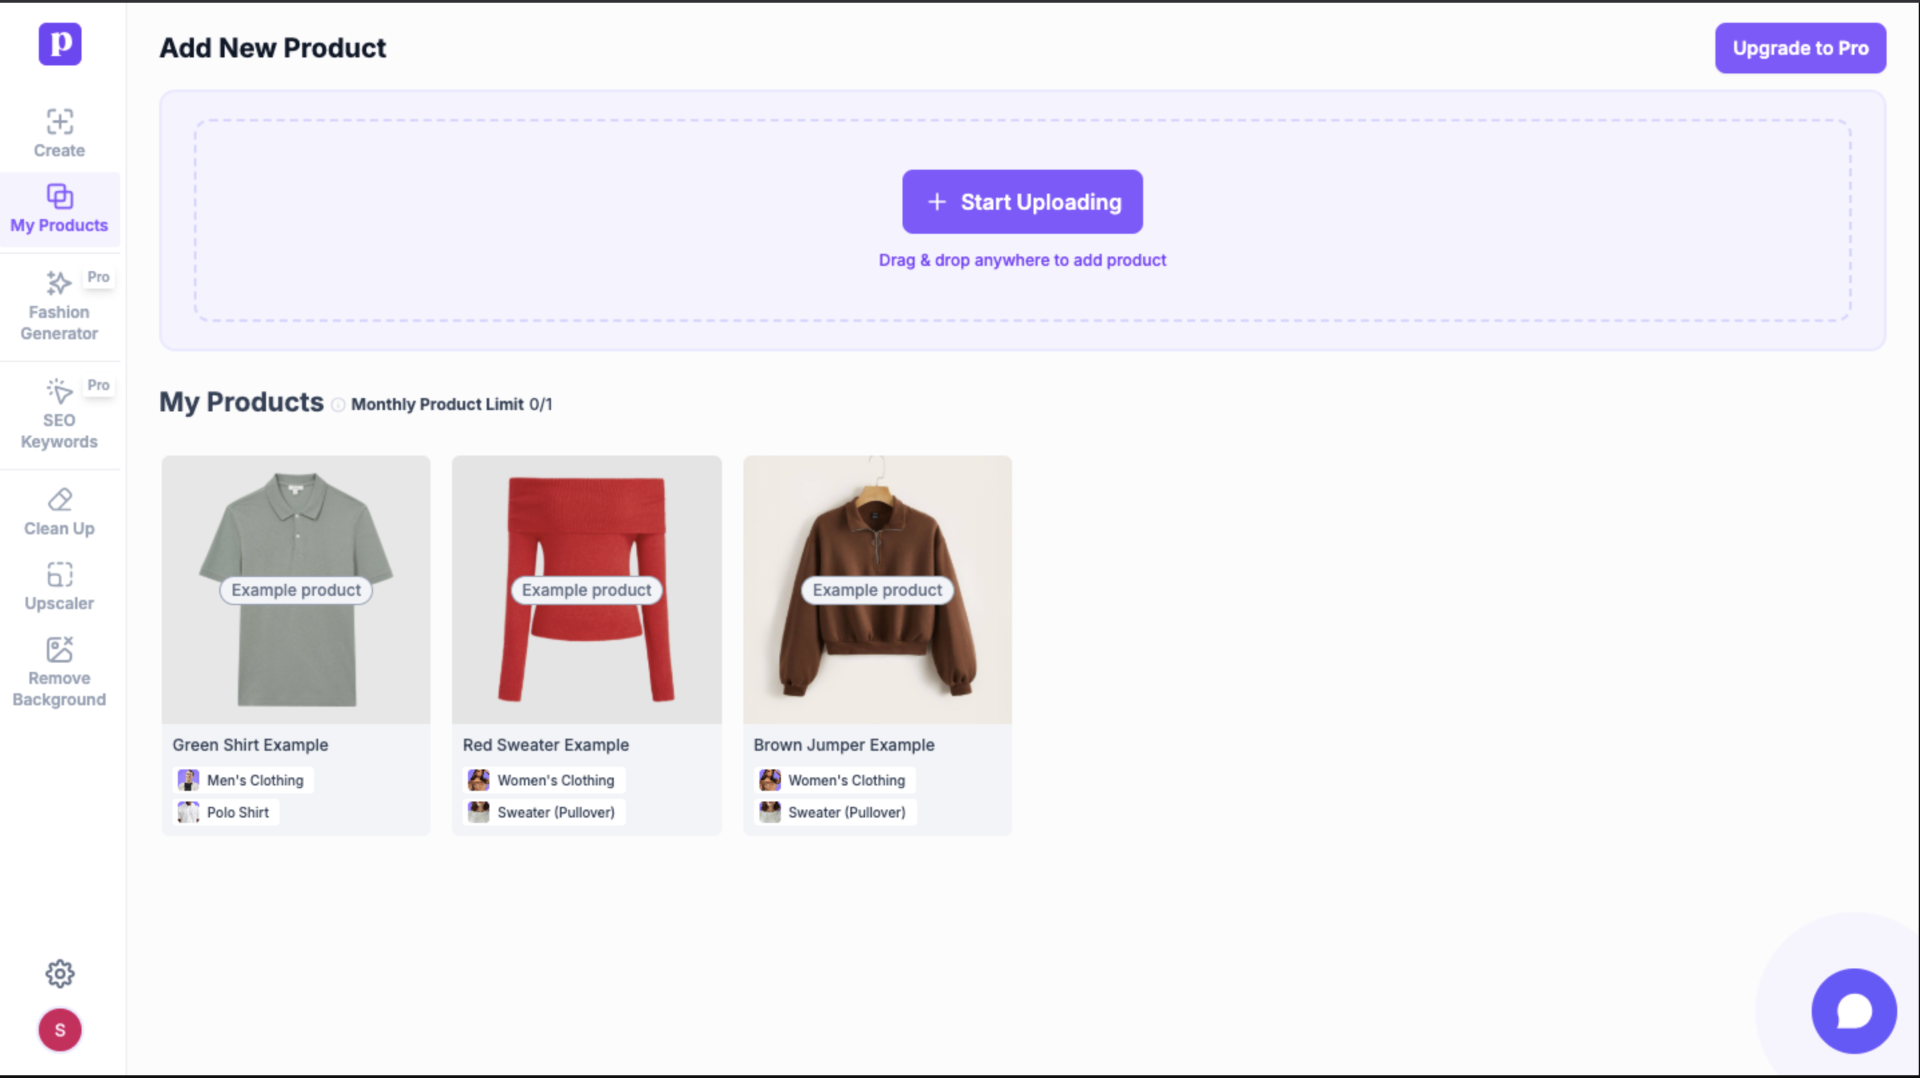 p
Create
My Products
Pro
Fashion
Generator
Pro
SEO
Keywords
Clean Up
Upscaler
Remove
Background
S
Add New Product
Upgrade to Pro
+ Start Uploading
Drag & drop anywhere to add product
My Products Monthly Product Limit 0/1
Example product
Green Shirt Example
Men's Clothing
Polo Shirt
Example product
Red Sweater Example
Women's Clothing
Sweater (Pullover)
Example product
Brown Jumper Example
Women's Clothing
Sweater (Pullover)